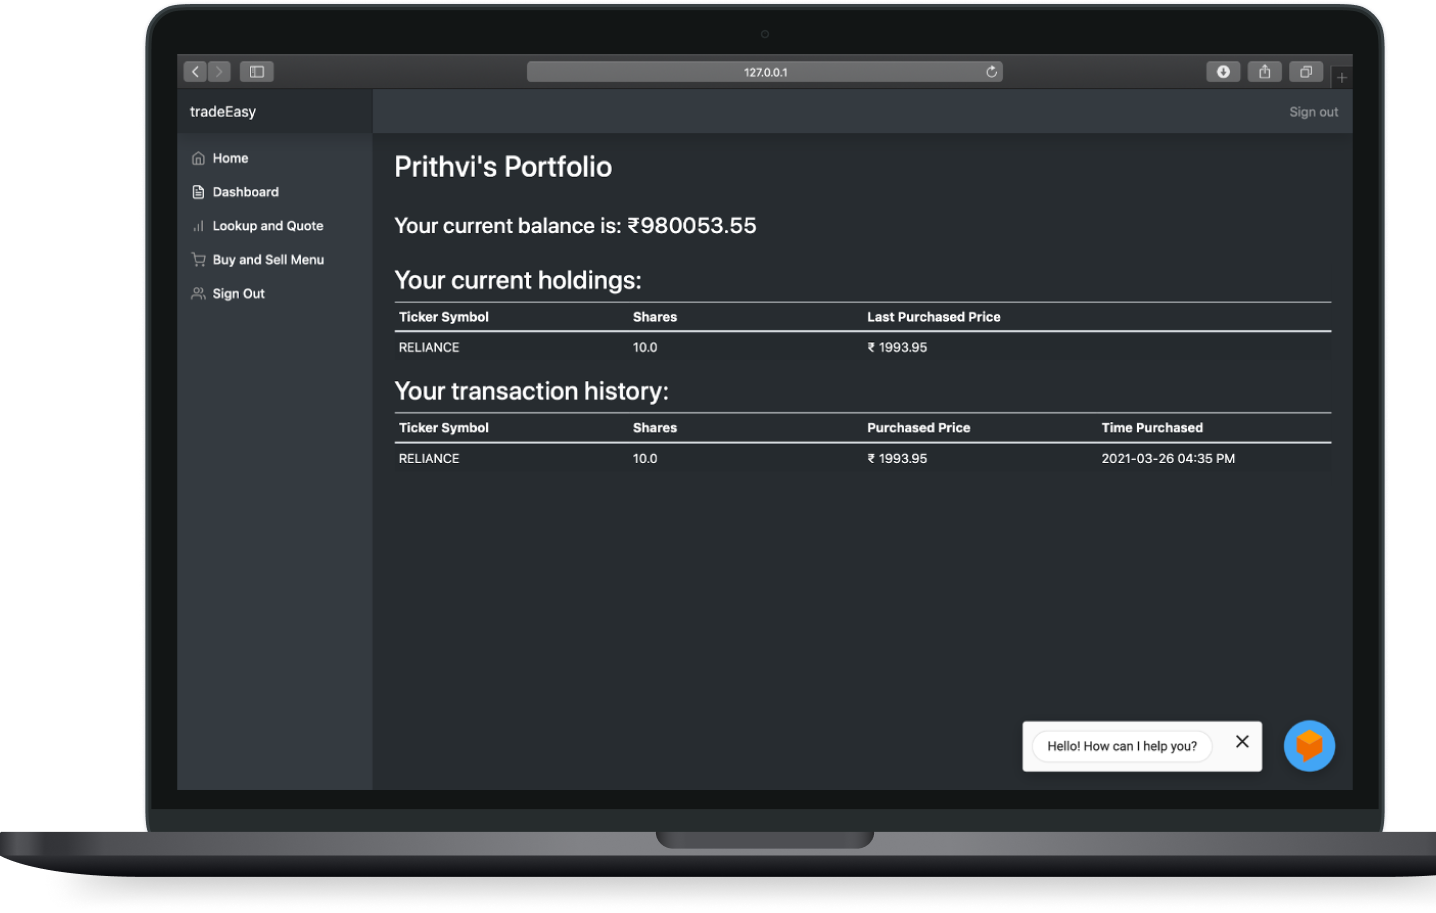 127.0.0.1
tradeEasy
Sign out
Home
Dashboard
Lookup and Quote
Buy and Sell Menu
Sign Out
Prithvi's Portfolio
Your current balance is: ₹980053.55
Your current holdings:
Ticker Symbol Shares Last Purchased Price
RELIANCE 10.0 ₹ 1993.95
Your transaction history:
Ticker Symbol Shares Purchased Price Time Purchased
RELIANCE 10.0 ₹ 1993.95 2021-03-26 04:35 PM
Hello! How can I help you?